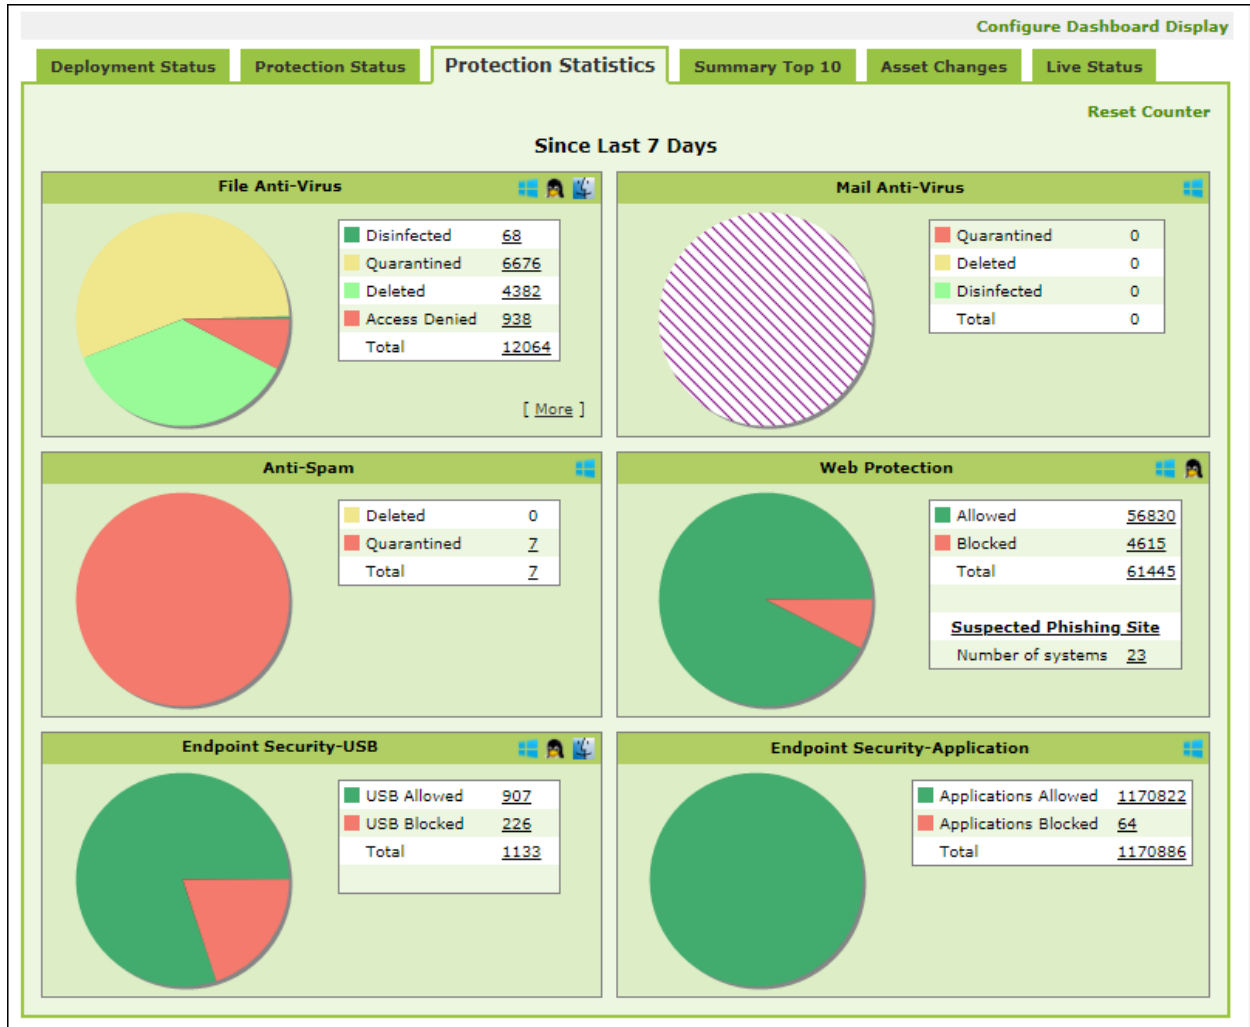 Configure Dashboard Display
Deployment Status Protection Status Protection Statistics Summary Top 10 Asset Changes Live Status
Reset Counter
Since Last 7 Days
File Anti-Virus
Disinfected 68
Quarantined 6676
Deleted 4382
Access Denied 938
Total 12064
[ More ]
Mail Anti-Virus
Quarantined 0
Deleted 0
Disinfected 0
Total 0
Anti-Spam
Deleted 0
Quarantined 7
Total 7
Web Protection
Allowed 56830
Blocked 4615
Total 61445
Suspected Phishing Site
Number of systems 23
Endpoint Security-USB
USB Allowed 907
USB Blocked 226
Total 1133
Endpoint Security-Application
Applications Allowed 1170822
Applications Blocked 64
Total 1170886